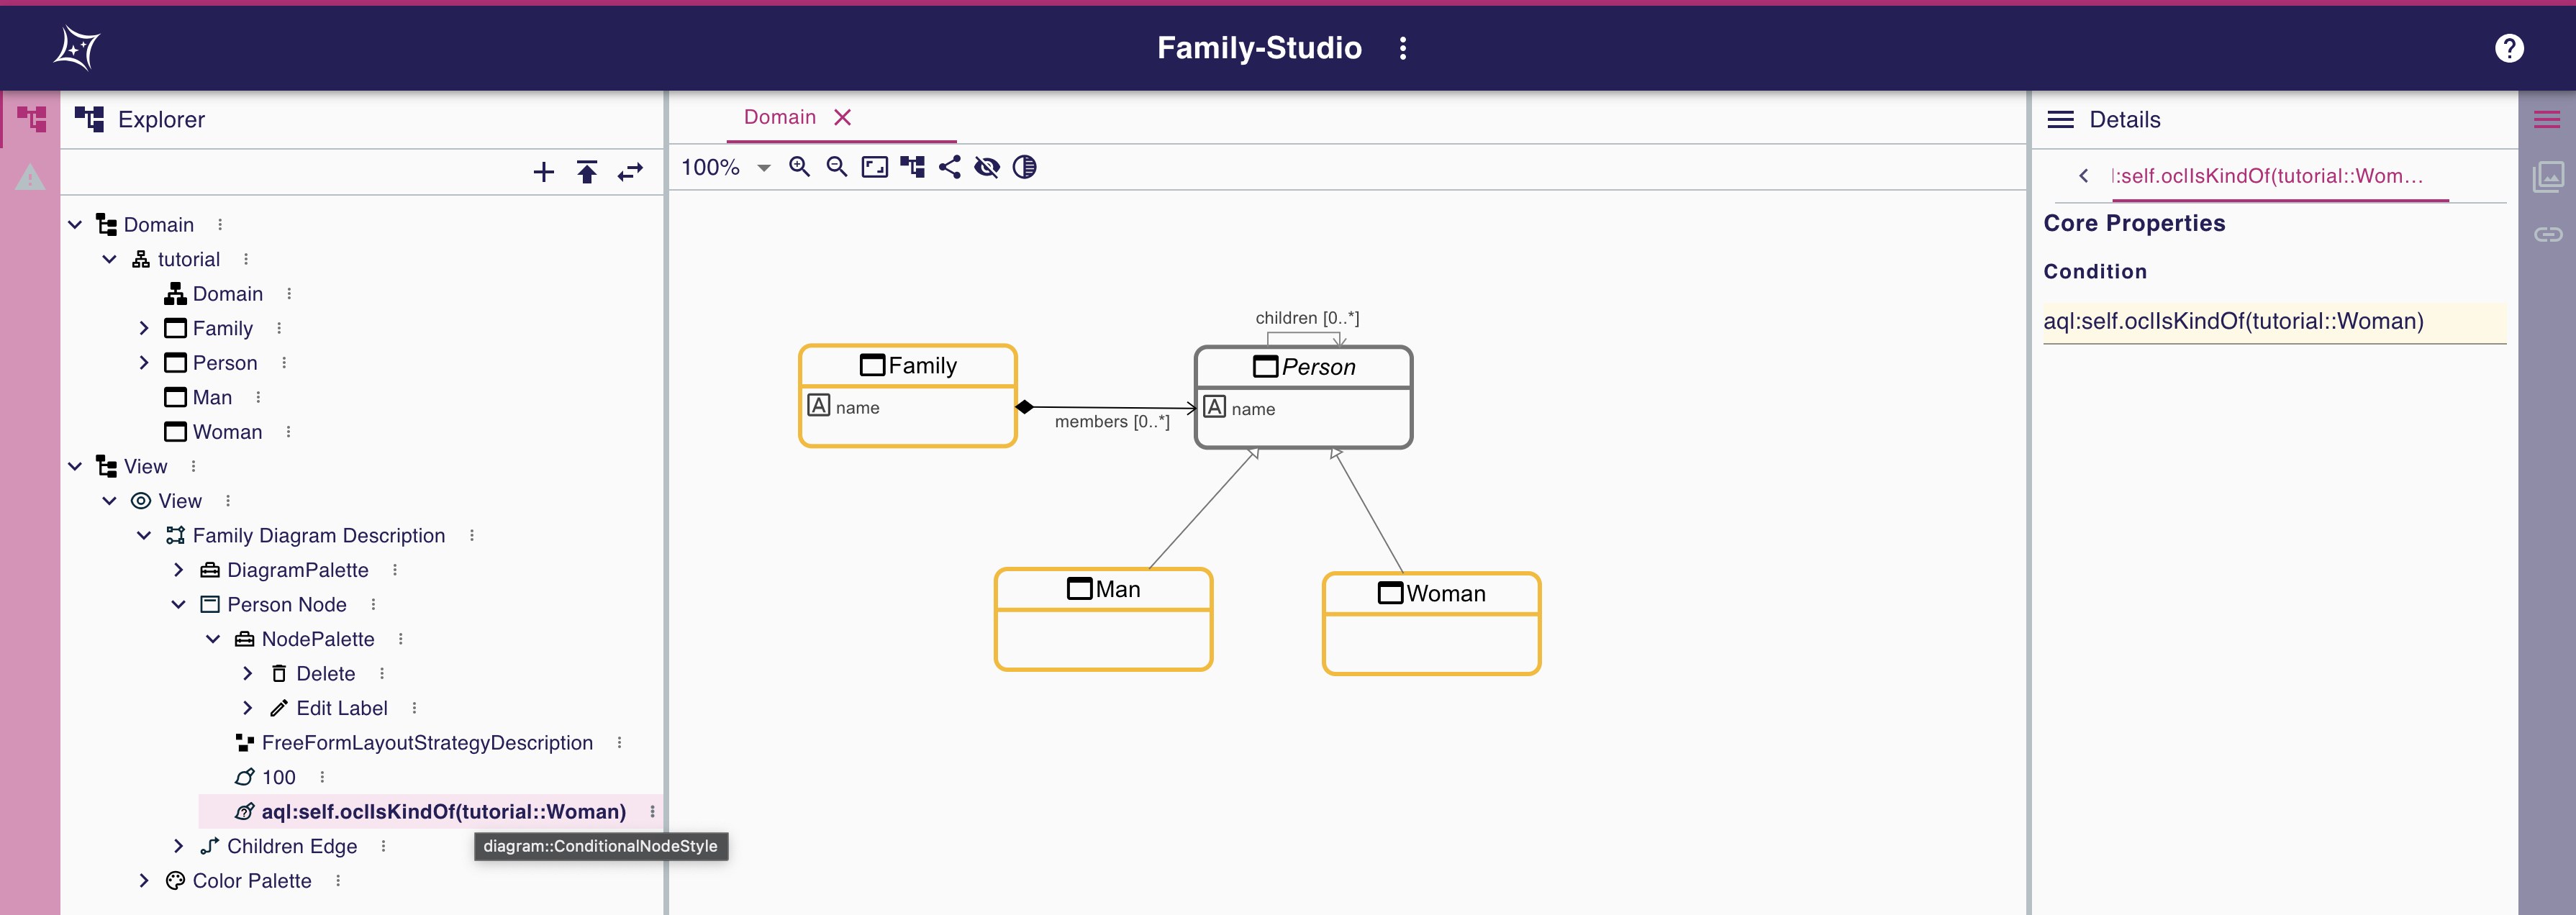 Family-Studio
Explorer
Domain
tutorial
Domain
Family
Person
Man
Woman
View
View
Family Diagram Description
DiagramPalette
Person Node
NodePalette
Delete
Edit Label
FreeFormLayoutStrategyDescription
100
aql:self.oclIsKindOf(tutorial::Woman)
Children Edge
diagram::ConditionalNodeStyle
Color Palette
Domain
100%
children [0..*]
Family
name
members [0..*]
Person
name
Man
Woman
Details
l:self.oclIsKindOf(tutorial::Wom...
Core Properties
Condition
aql:self.oclIsKindOf(tutorial::Woman)